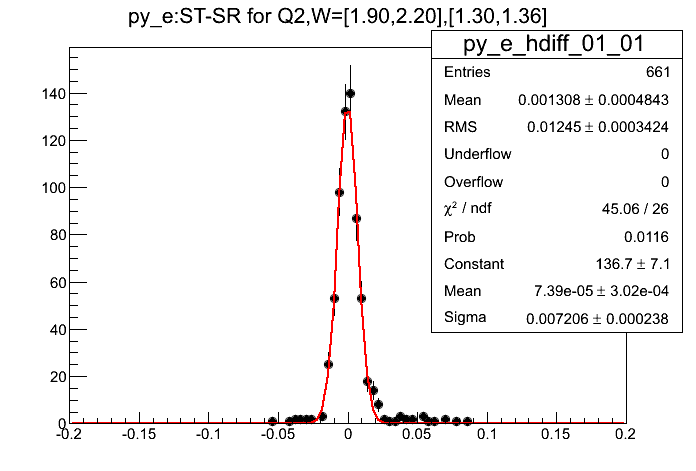 py_e:ST-SR for Q2,W=[1.90,2.20],[1.30,1.36]
py_e_hdiff_01_01
Entries 661
Mean 0.001308 ± 0.0004843
RMS 0.01245 ± 0.0003424
Underflow 0
Overflow 0
χ² / ndf 45.06 / 26
Prob 0.0116
Constant 136.7 ± 7.1
Mean 7.39e-05 ± 3.02e-04
Sigma 0.007206 ± 0.000238
140
120
100
80
60
40
20
0
-0.2 -0.15 -0.1 -0.05 0 0.05 0.1 0.15 0.2